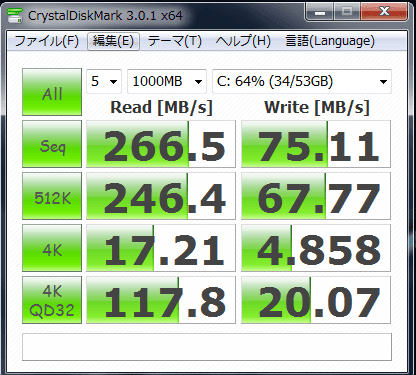 CrystalDiskMark 3.0.1 x64
ファイル(F) 編集(E) テーマ(T) ヘルプ(H) 言語(Language)
All 5 1000MB C: 64% (34/53GB)
Read [MB/s] Write [MB/s]
Seq 266.5 75.11
512K 246.4 67.77
4K 17.21 4.858
4K QD32 117.8 20.07